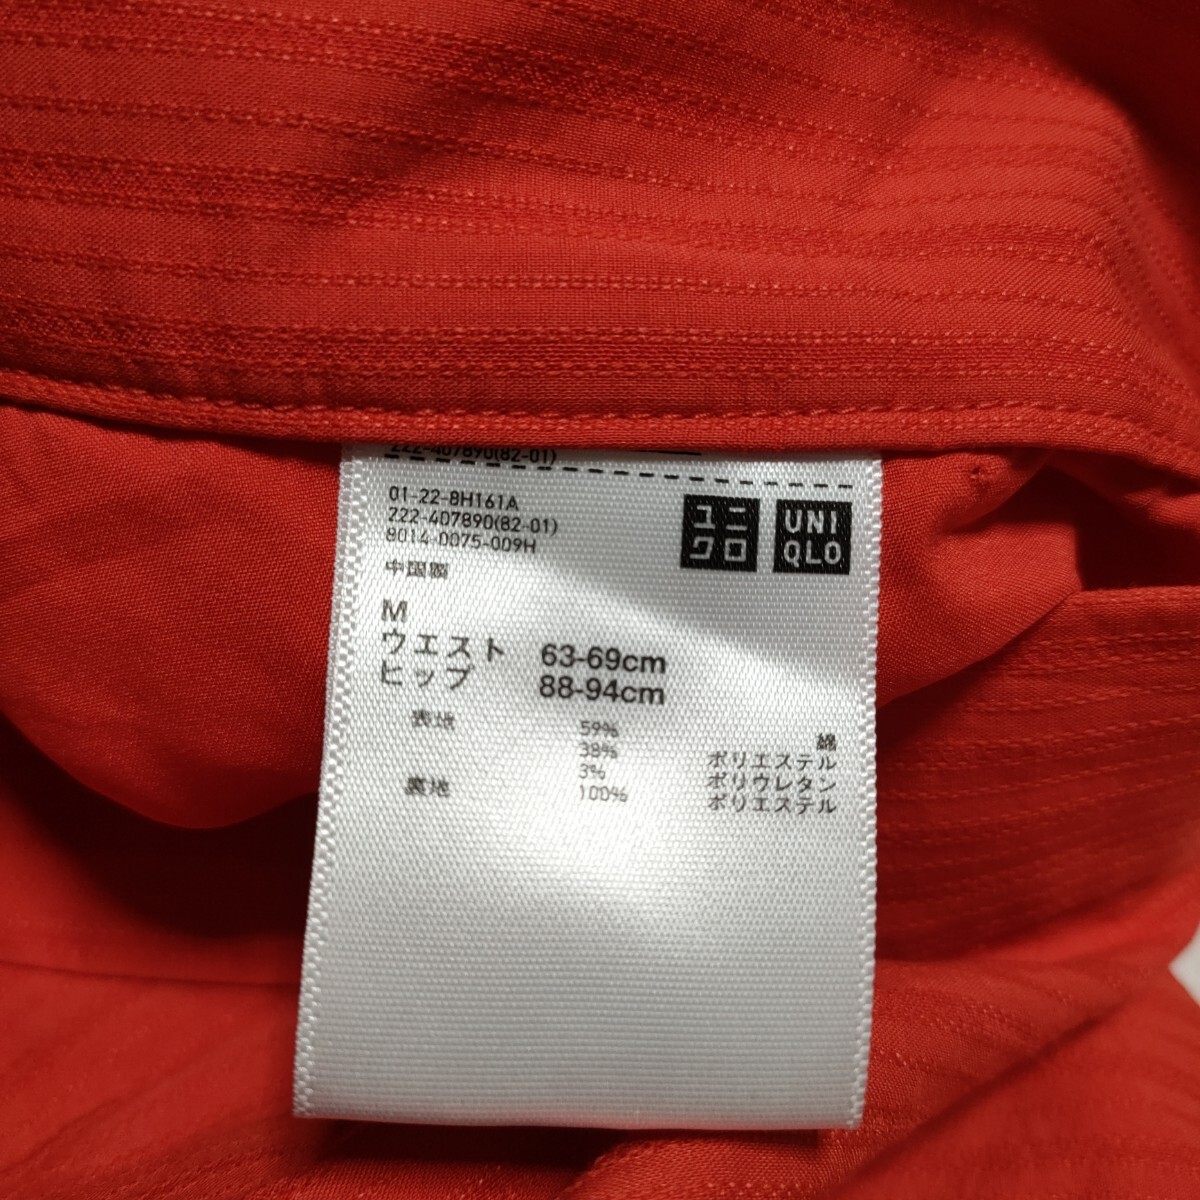 222-407890(82-01)
01-22-8H161A
222-407890(82-01)
8014-0075-009H
中国製
ユニクロ
UNIQLO
M
ウエスト 63-69cm
ヒップ 88-94cm
表地 59% 綿
38% ポリエステル
3% ポリウレタン
裏地 100% ポリエステル